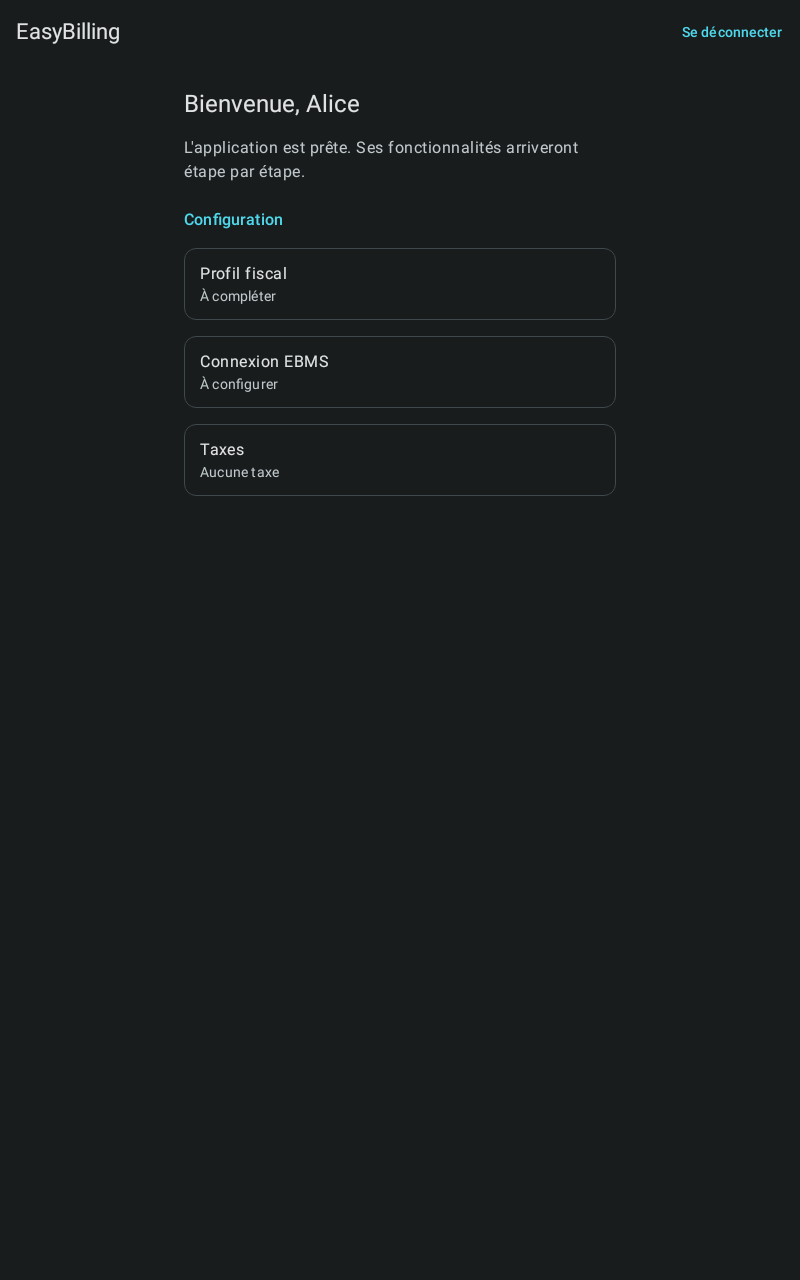 EasyBilling
Se déconnecter
Bienvenue, Alice
L'application est prête. Ses fonctionnalités arriveront
étape par étape.
Configuration
Profil fiscal
À compléter
Connexion EBMS
À configurer
Taxes
Aucune taxe